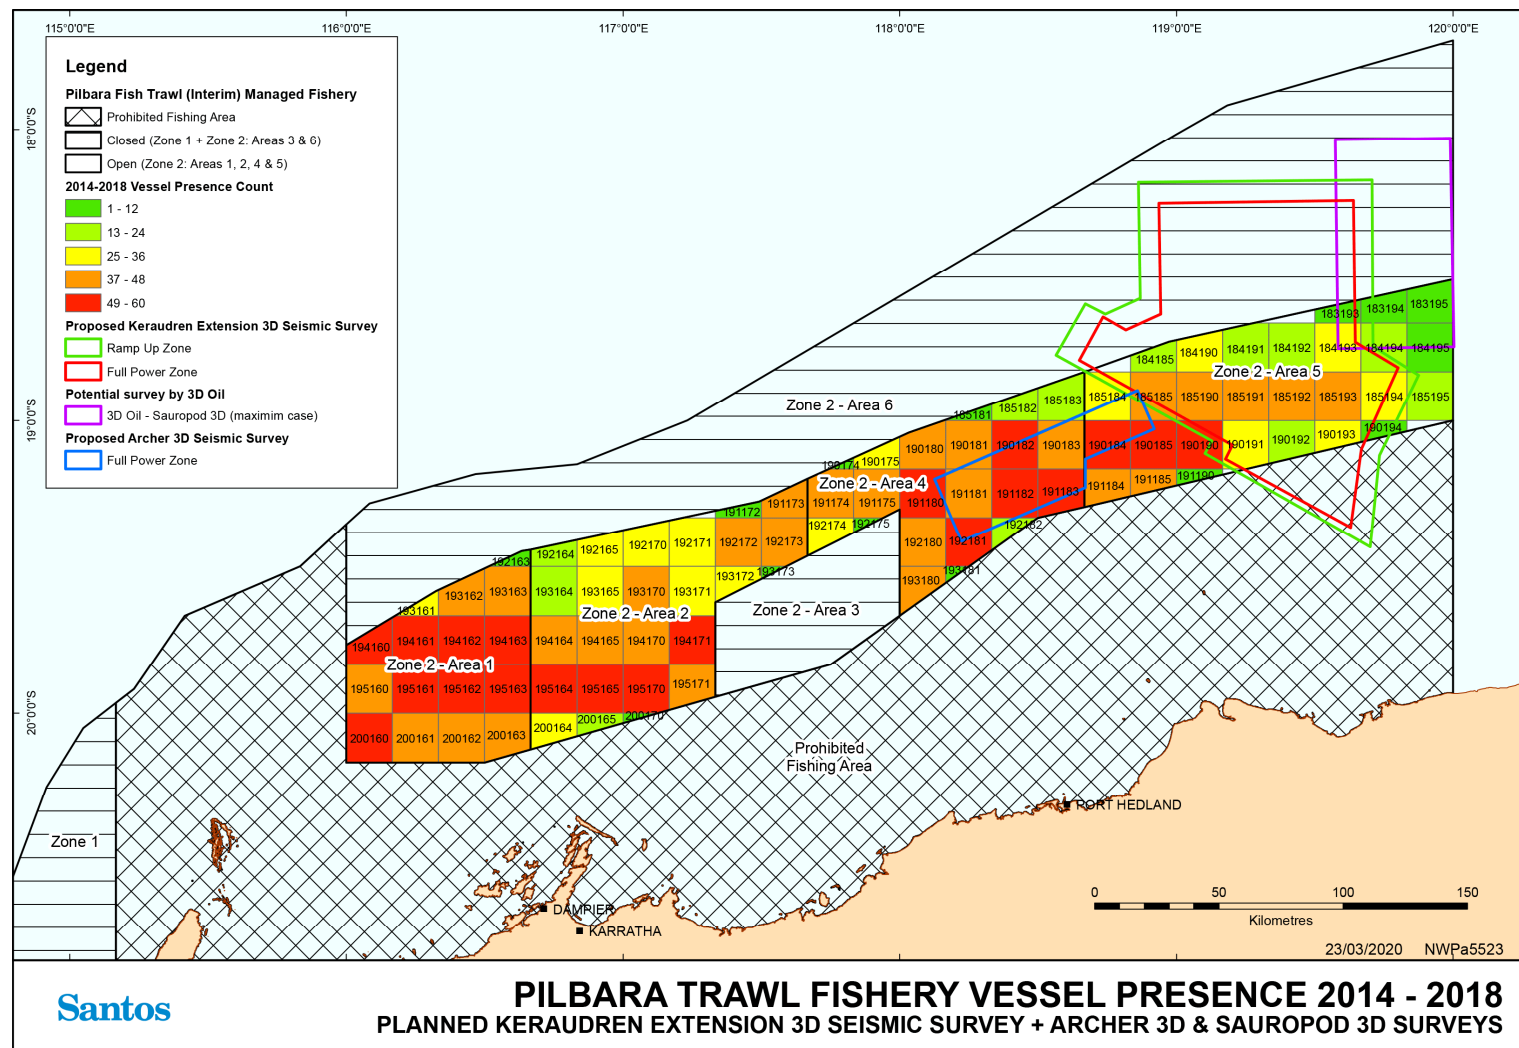 115°0'0"E
116°0'0"E
117°0'0"E
118°0'0"E
119°0'0"E
120°0'0"E
18°0'0"S
19°0'0"S
20°0'0"S
Legend
Pilbara Fish Trawl (Interim) Managed Fishery
Prohibited Fishing Area
Closed (Zone 1 + Zone 2: Areas 3 & 6)
Open (Zone 2: Areas 1, 2, 4 & 5)
2014-2018 Vessel Presence Count
1 - 12
13 - 24
25 - 36
37 - 48
49 - 60
Proposed Keraudren Extension 3D Seismic Survey
Ramp Up Zone
Full Power Zone
Potential survey by 3D Oil
3D Oil - Sauropod 3D (maximim case)
Proposed Archer 3D Seismic Survey
Full Power Zone
183193 183194 183195
184185 184190 184191 184192 184193 184194 184195
Zone 2 - Area 5
185181 185182 185183 185184 185185 185190 185191 185192 185193 185194 185195
Zone 2 - Area 6
190174 190175 190180 190181 190182 190183 190184 190185 190190 190191 190192 190193 190194
Zone 2 - Area 4
191172 191173 191174 191175 191180 191181 191182 191183 191184 191185 191190
192163 192164 192165 192170 192171 192172 192173 192174 192175 192180 192181 192182
193161 193162 193163 193164 193165 193170 193171 193172 193173 193180 193181
Zone 2 - Area 2
Zone 2 - Area 3
194160 194161 194162 194163 194164 194165 194170 194171
Zone 2 - Area 1
195160 195161 195162 195163 195164 195165 195170 195171
200160 200161 200162 200163 200164 200165 200170
Prohibited
Fishing Area
Zone 1
PORT HEDLAND
DAMPIER
KARRATHA
0 50 100 150
Kilometres
23/03/2020 NWPa5523
Santos
PILBARA TRAWL FISHERY VESSEL PRESENCE 2014 - 2018
PLANNED KERAUDREN EXTENSION 3D SEISMIC SURVEY + ARCHER 3D & SAUROPOD 3D SURVEYS